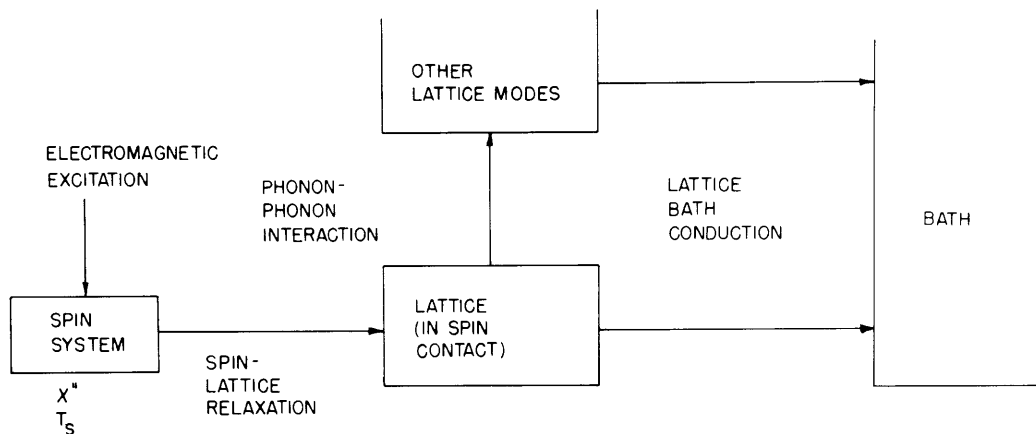 OTHER
LATTICE MODES
ELECTROMAGNETIC
EXCITATION
PHONON-
PHONON
INTERACTION
LATTICE
BATH
CONDUCTION
BATH
SPIN
SYSTEM
LATTICE
(IN SPIN
CONTACT)
SPIN-
LATTICE
RELAXATION
χ"
Ts